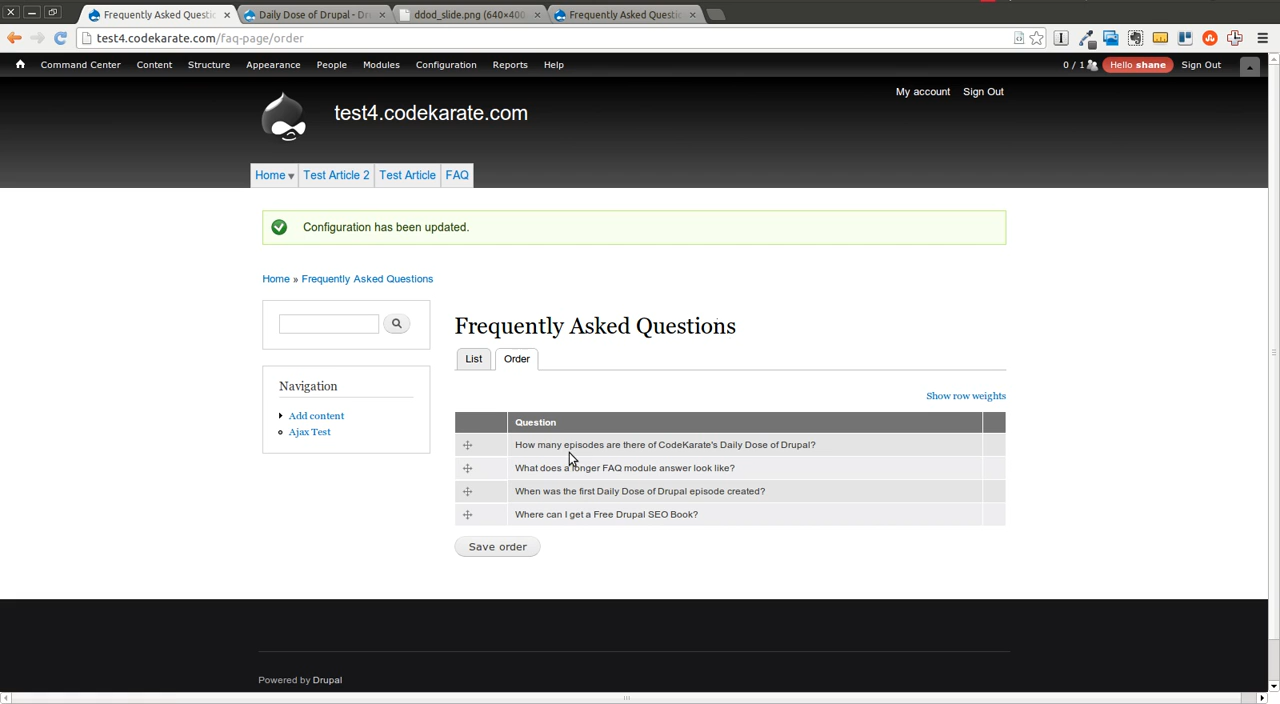 Frequently Asked Questic
Daily Dose of Drupal - Dr
ddod_slide.png (640×400
Frequently Asked Questic
test4.codekarate.com/faq-page/order
Command Center Content Structure Appearance People Modules Configuration Reports Help
0 / 1 Hello shane Sign Out
My account Sign Out
test4.codekarate.com
Home Test Article 2 Test Article FAQ
Configuration has been updated.
Home » Frequently Asked Questions
Frequently Asked Questions
List Order
Navigation
Add content
Ajax Test
Show row weights
Question
How many episodes are there of CodeKarate's Daily Dose of Drupal?
What does a longer FAQ module answer look like?
When was the first Daily Dose of Drupal episode created?
Where can I get a Free Drupal SEO Book?
Save order
Powered by Drupal